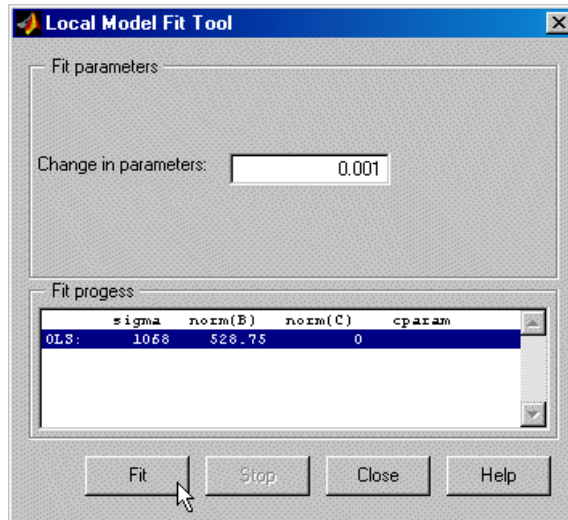 Local Model Fit Tool
Fit parameters
Change in parameters: 0.001
Fit progess
sigma norm(B) norm(C) cparam
OLS: 1068 528.75 0
Fit Stop Close Help